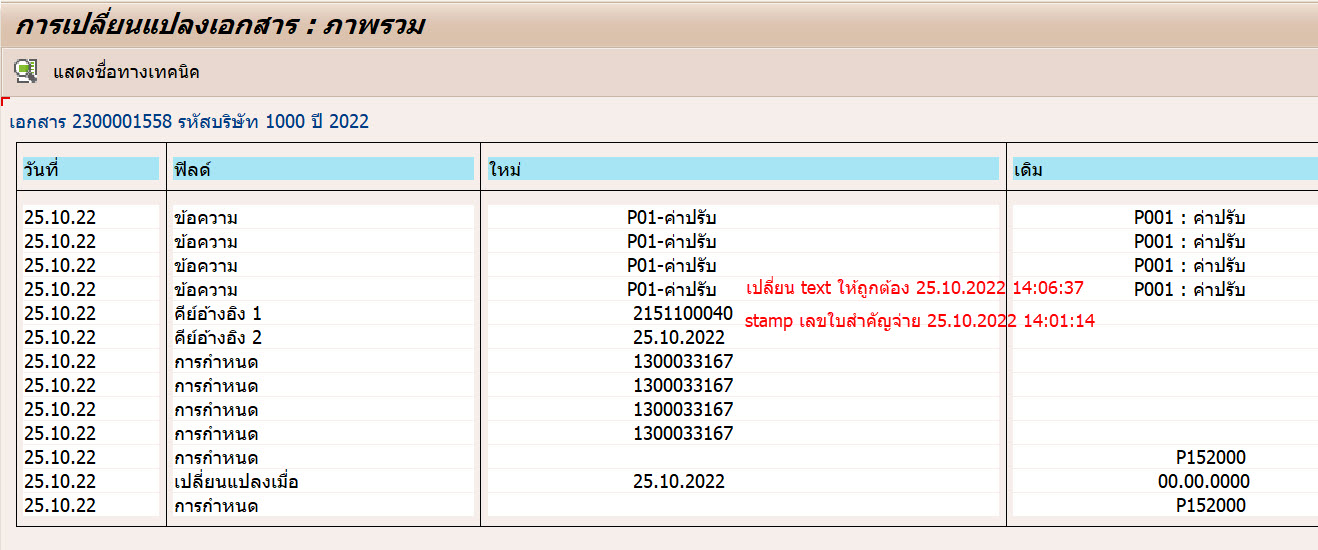 การเปลี่ยนแปลงเอกสาร : ภาพรวม
แสดงชื่อทางเทคนิค
เอกสาร 2300001558 รหัสบริษัท 1000 ปี 2022
วันที่ ฟิลด์ ใหม่ เดิม
25.10.22 ข้อความ P01-ค่าปรับ P001 : ค่าปรับ
25.10.22 ข้อความ P01-ค่าปรับ P001 : ค่าปรับ
25.10.22 ข้อความ P01-ค่าปรับ P001 : ค่าปรับ
25.10.22 ข้อความ P01-ค่าปรับ เปลี่ยน text ให้ถูกต้อง 25.10.2022 14:06:37 P001 : ค่าปรับ
25.10.22 คีย์อ้างอิง 1 2151100040 stamp เลขใบสำคัญจ่าย 25.10.2022 14:01:14
25.10.22 คีย์อ้างอิง 2 25.10.2022
25.10.22 การกำหนด 1300033167
25.10.22 การกำหนด 1300033167
25.10.22 การกำหนด 1300033167
25.10.22 การกำหนด 1300033167
25.10.22 การกำหนด P152000
25.10.22 เปลี่ยนแปลงเมื่อ 25.10.2022 00.00.0000
25.10.22 การกำหนด P152000